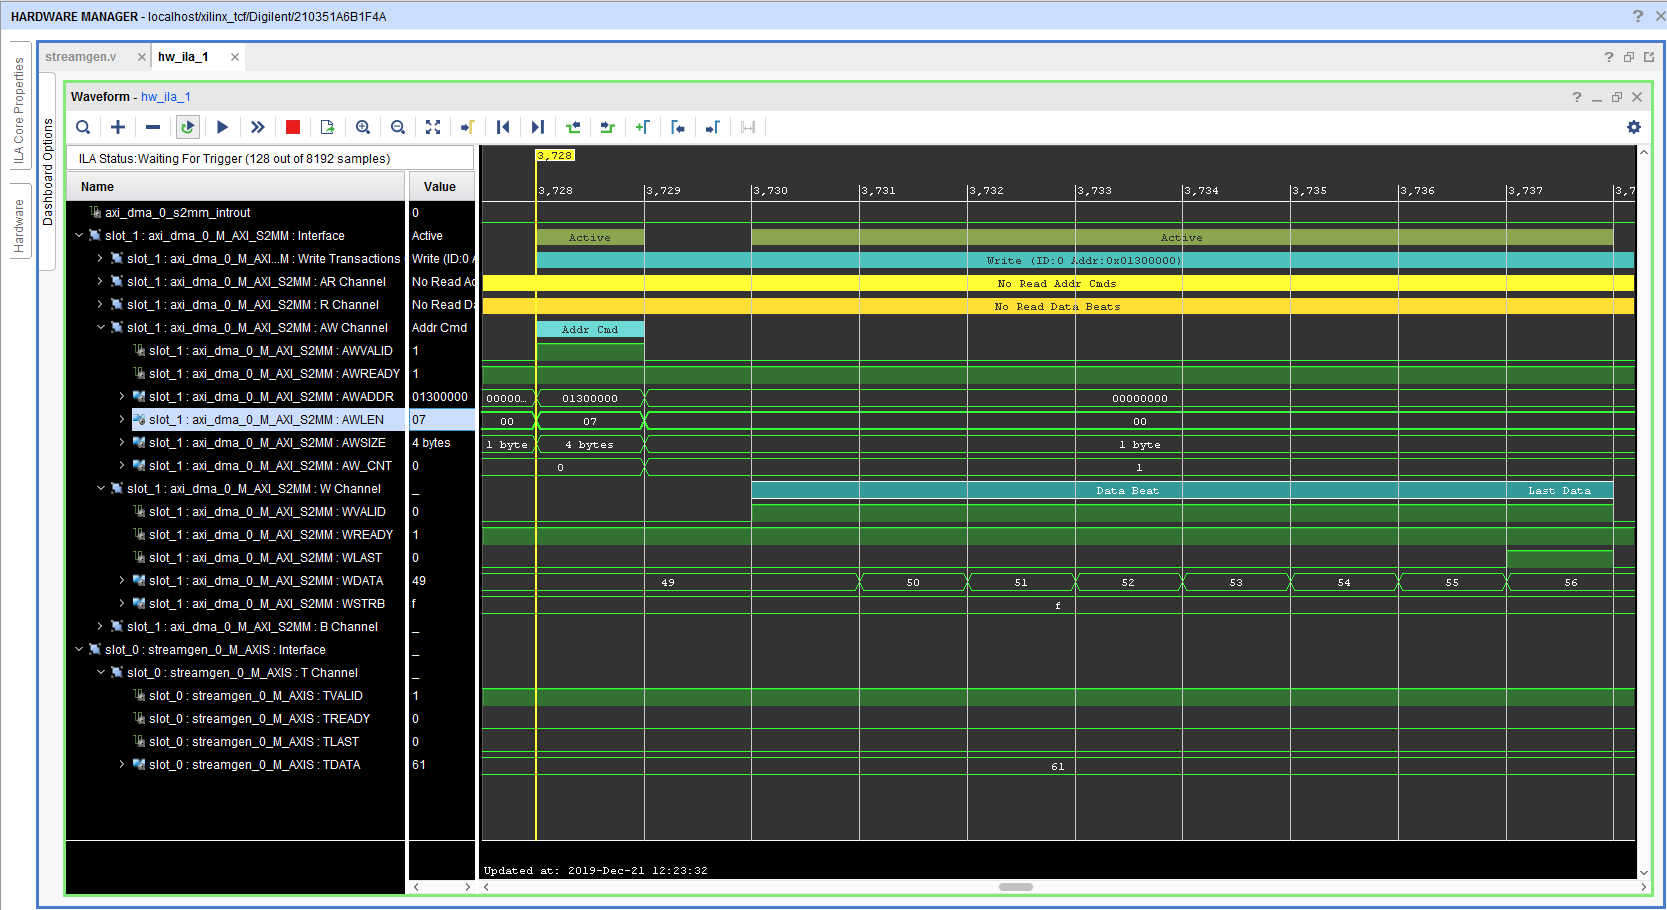 HARDWARE MANAGER - localhost/xilinx_tcf/Digilent/210351A6B1F4A
ILA Core Properties
Hardware
Dashboard Options
streamgen.v
hw_ila_1
Waveform - hw_ila_1
ILA Status:Waiting For Trigger (128 out of 8192 samples)
Name Value
3,728
3,728 3,729 3,730 3,731 3,732 3,733 3,734 3,735 3,736 3,737 3,7
axi_dma_0_s2mm_introut 0
slot_1 : axi_dma_0_M_AXI_S2MM : Interface Active Active Active
slot_1 : axi_dma_0_M_AXI...M : Write Transactions Write (ID:0 A Write (ID:0 Addr:0x01300000)
slot_1 : axi_dma_0_M_AXI_S2MM : AR Channel No Read Ac No Read Addr Cmds
slot_1 : axi_dma_0_M_AXI_S2MM : R Channel No Read Da No Read Data Beats
slot_1 : axi_dma_0_M_AXI_S2MM : AW Channel Addr Cmd Addr Cmd
slot_1 : axi_dma_0_M_AXI_S2MM : AWVALID 1
slot_1 : axi_dma_0_M_AXI_S2MM : AWREADY 1
slot_1 : axi_dma_0_M_AXI_S2MM : AWADDR 01300000 00000... 01300000 00000000
slot_1 : axi_dma_0_M_AXI_S2MM : AWLEN 07 00 07 00
slot_1 : axi_dma_0_M_AXI_S2MM : AWSIZE 4 bytes 1 byte 4 bytes 1 byte
slot_1 : axi_dma_0_M_AXI_S2MM : AW_CNT 0 0 1
slot_1 : axi_dma_0_M_AXI_S2MM : W Channel _ Data Beat Last Data
slot_1 : axi_dma_0_M_AXI_S2MM : WVALID 0
slot_1 : axi_dma_0_M_AXI_S2MM : WREADY 1
slot_1 : axi_dma_0_M_AXI_S2MM : WLAST 0
slot_1 : axi_dma_0_M_AXI_S2MM : WDATA 49 49 50 51 52 53 54 55 56
slot_1 : axi_dma_0_M_AXI_S2MM : WSTRB f f
slot_1 : axi_dma_0_M_AXI_S2MM : B Channel _
slot_0 : streamgen_0_M_AXIS : Interface _
slot_0 : streamgen_0_M_AXIS : T Channel _
slot_0 : streamgen_0_M_AXIS : TVALID 1
slot_0 : streamgen_0_M_AXIS : TREADY 0
slot_0 : streamgen_0_M_AXIS : TLAST 0
slot_0 : streamgen_0_M_AXIS : TDATA 61 61
Updated at: 2019-Dec-21 12:23:32